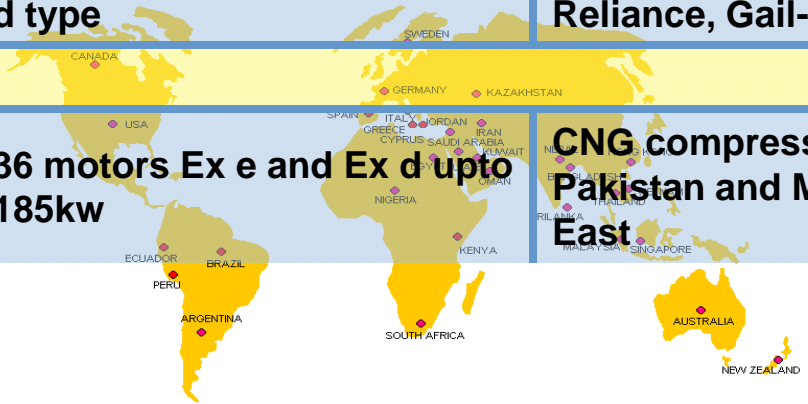 d type
Reliance, Gail-
SWEDEN
CANADA
GERMANY
KAZAKHSTAN
USA
SPAIN
ITALY
JORDAN
GREECE
IRAN
CYPRUS
SAUDI ARABIA
KUWAIT
OMAN
36 motors Ex e and Ex d upto
185kw
CNG compress
Pakistan and M
East
BANGLADESH
THAILAND
MALAYSIA
SINGAPORE
NIGERIA
KENYA
ECUADOR
BRAZIL
PERU
ARGENTINA
SOUTH AFRICA
AUSTRALIA
NEW ZEALAND